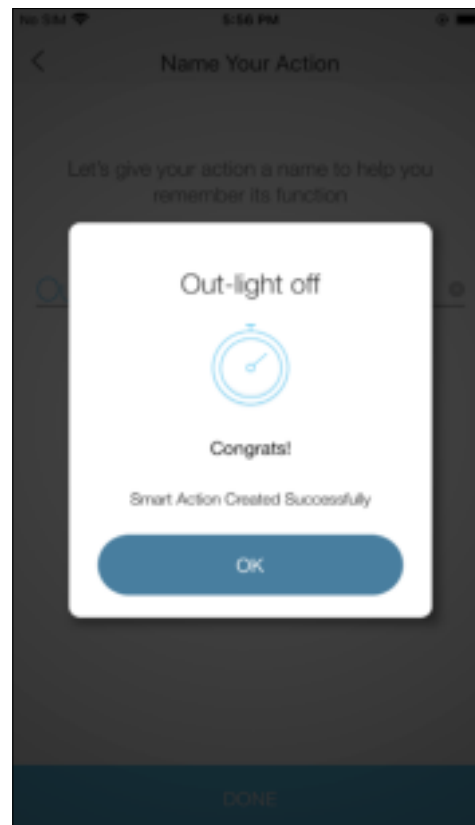 No SIM 5:56 PM
Name Your Action
Let's give your action a name to help you
remember its function
Out-light off
Congrats!
Smart Action Created Successfully
OK
DONE